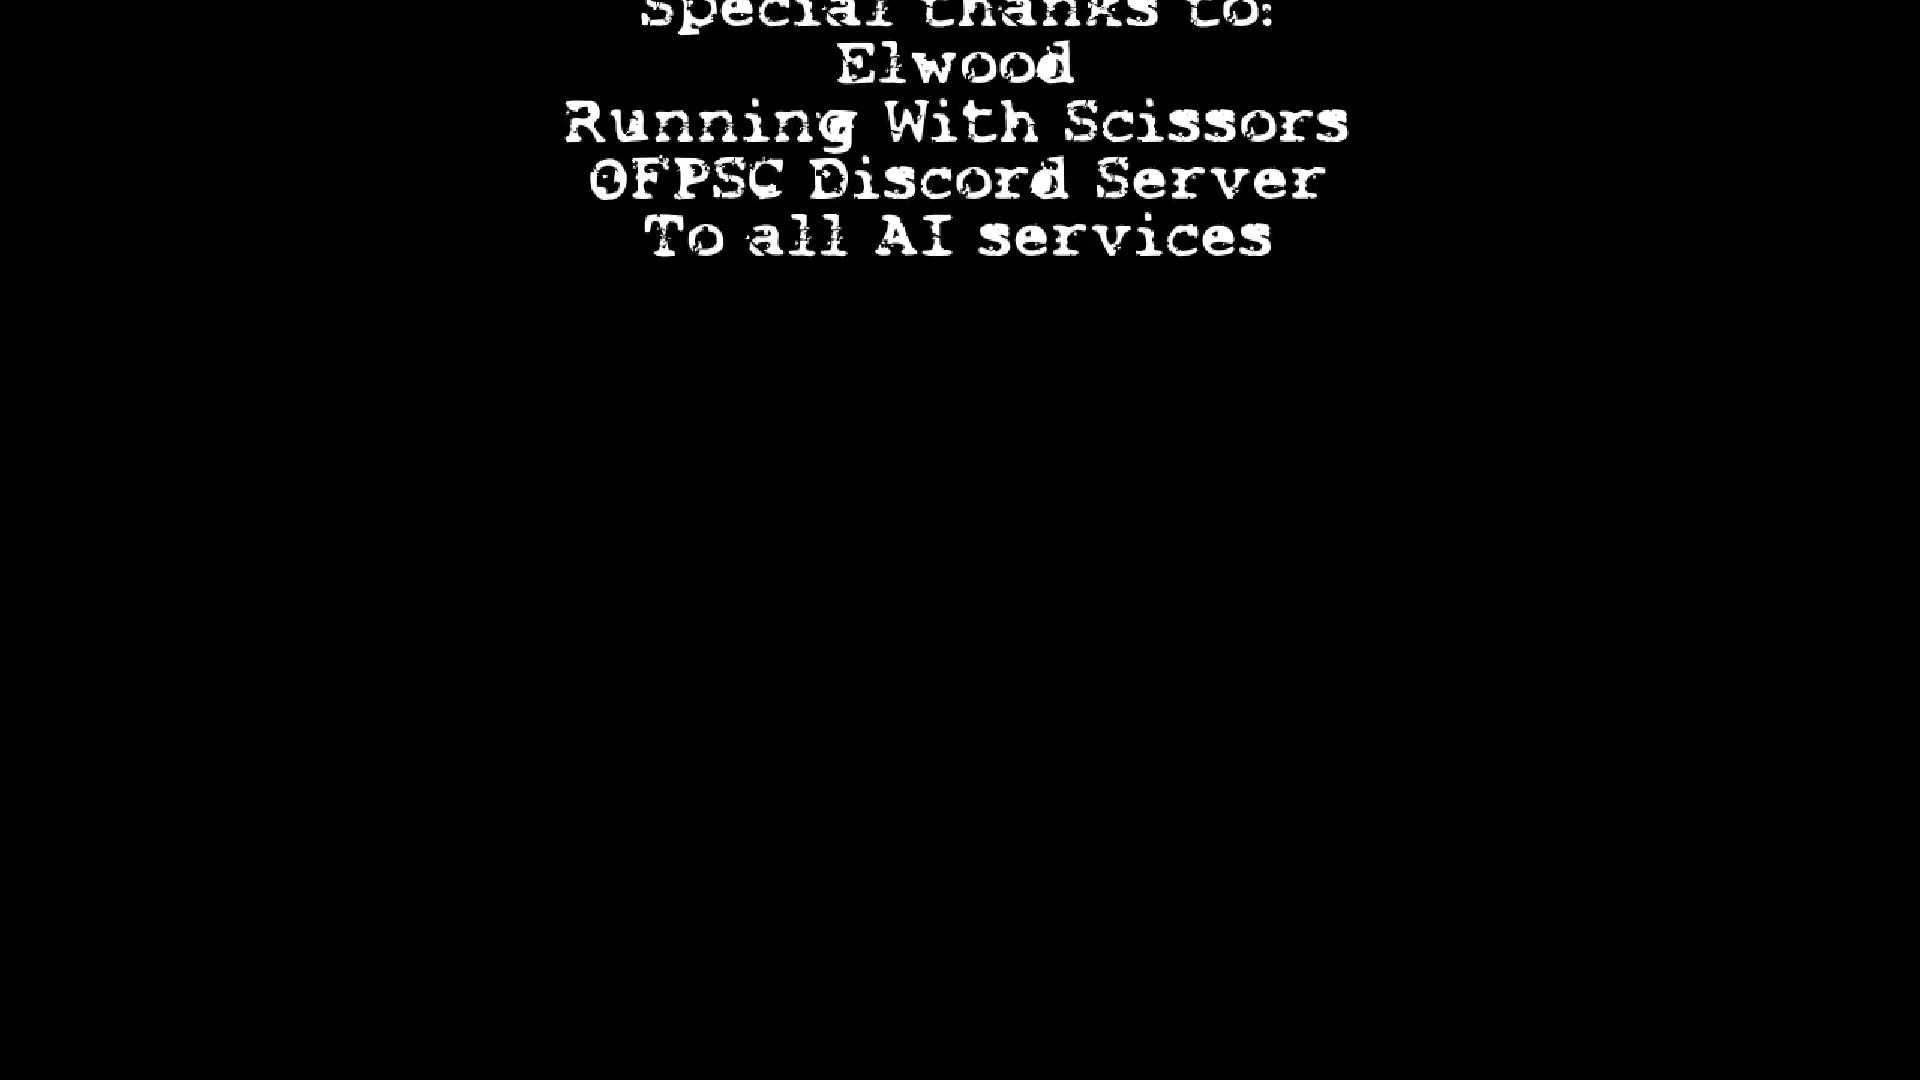 Special thanks to:
Elwood
Running With Scissors
OFPSC Discord Server
To all AI services